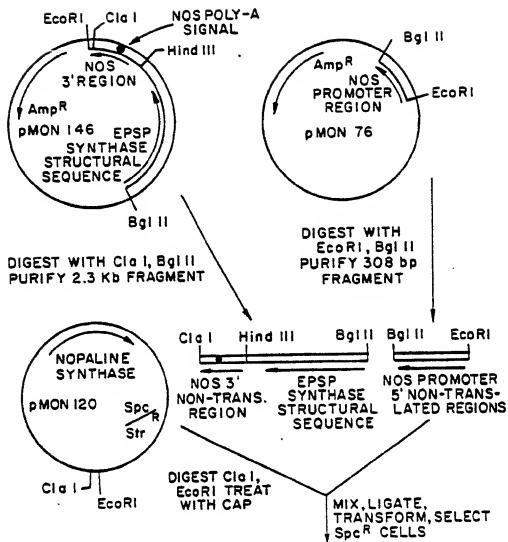 EcoRI
Cla I
NOS POLY-A
SIGNAL
Hind III
NOS
3' REGION
Amp R
pMON 146
EPSP
SYNTHASE
STRUCTURAL
SEQUENCE
Bgl II
Bgl II
Amp R
NOS
PROMOTER
REGION
EcoRI
pMON 76
DIGEST WITH Cla I, Bgl II
PURIFY 2.3 Kb FRAGMENT
DIGEST WITH
EcoRI, Bgl II
PURIFY 308 bp
FRAGMENT
Cla I
Hind III
Bgl II
Bgl II
EcoRI
NOS 3'
NON-TRANS.
REGION
EPSP
SYNTHASE
STRUCTURAL
SEQUENCE
NOS PROMOTER
5' NON-TRANS-
LATED REGIONS
NOPALINE
SYNTHASE
pMON 120
Spc
R
Str
Cla I
EcoRI
DIGEST Cla I,
EcoRI TREAT
WITH CAP
MIX, LIGATE,
TRANSFORM, SELECT
Spc R CELLS